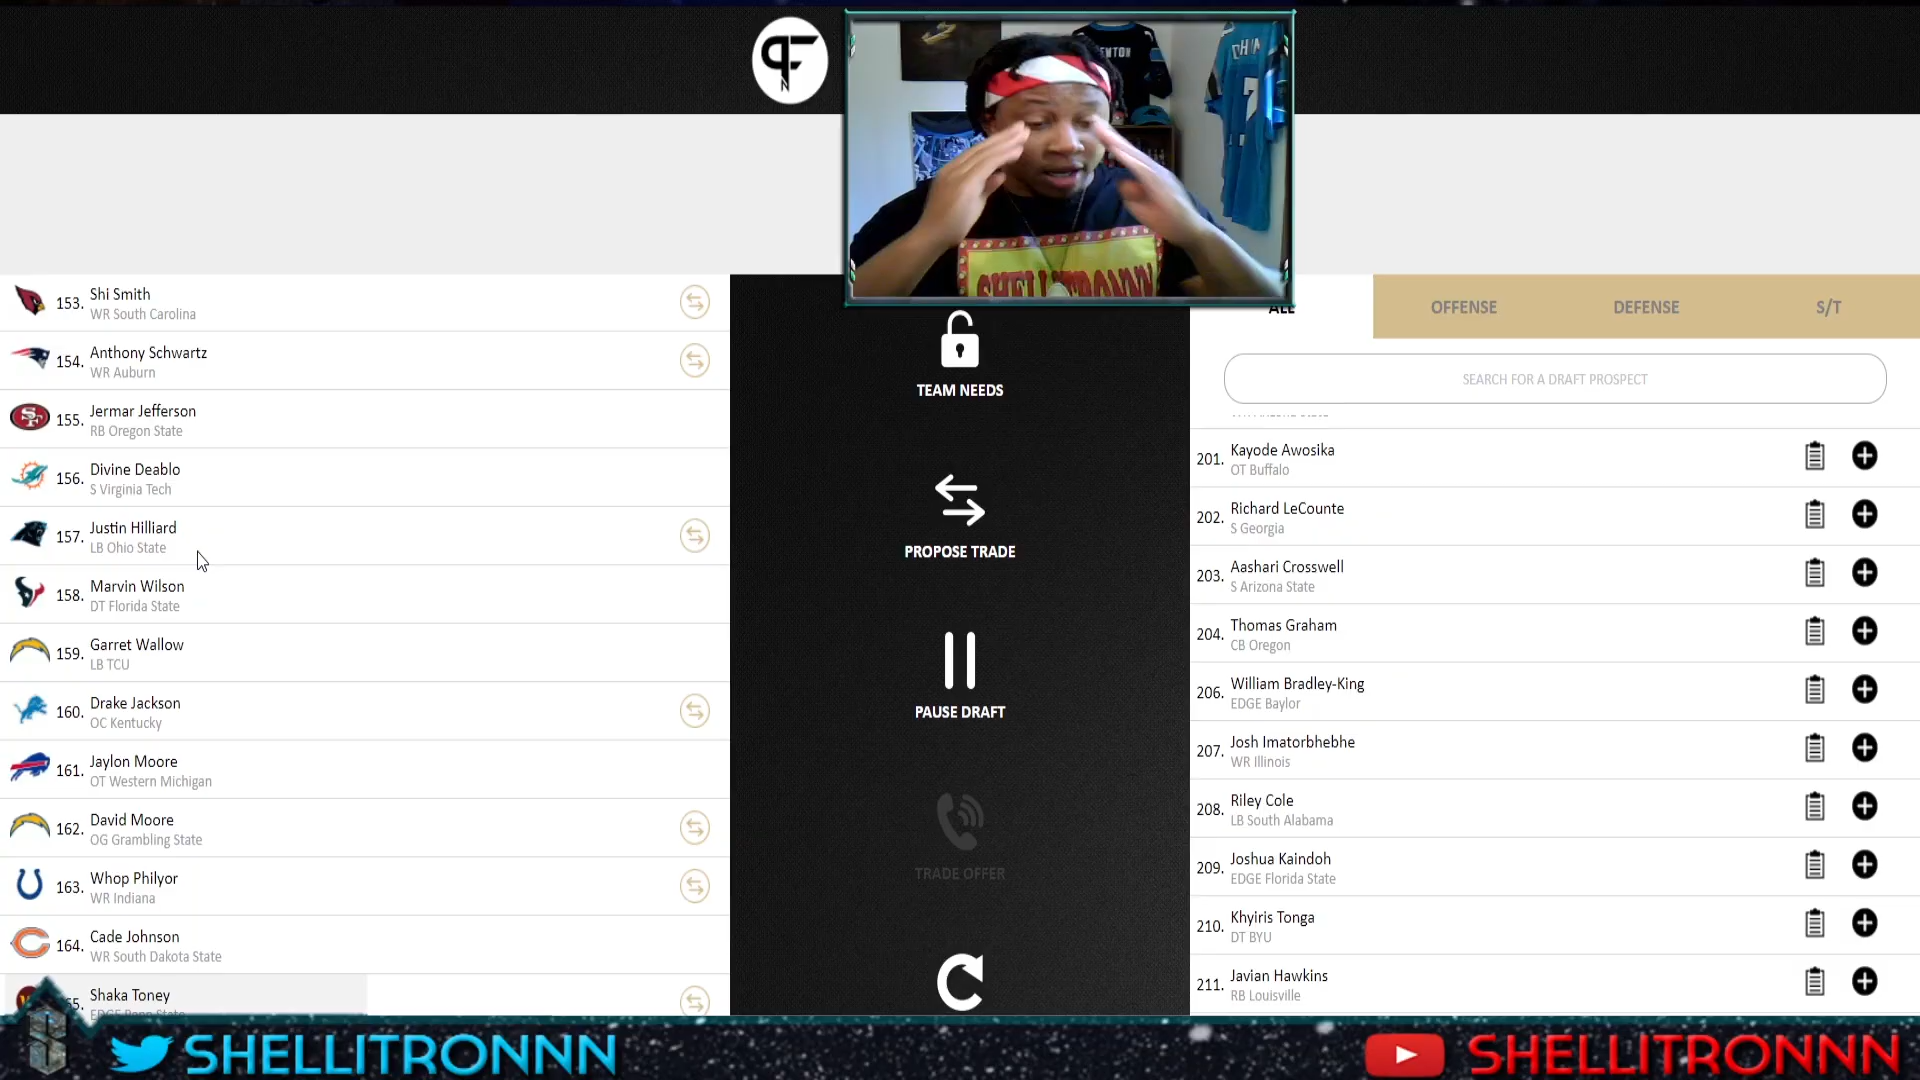 PFN
NEWTON
SHELLITRONNN
153. Shi Smith
WR South Carolina
154. Anthony Schwartz
WR Auburn
155. Jermar Jefferson
RB Oregon State
156. Divine Deablo
S Virginia Tech
157. Justin Hilliard
LB Ohio State
158. Marvin Wilson
DT Florida State
159. Garret Wallow
LB TCU
160. Drake Jackson
OC Kentucky
161. Jaylon Moore
OT Western Michigan
162. David Moore
OG Grambling State
163. Whop Philyor
WR Indiana
164. Cade Johnson
WR South Dakota State
Shaka Toney
EDGE Penn State
TEAM NEEDS
PROPOSE TRADE
PAUSE DRAFT
TRADE OFFER
ALL OFFENSE DEFENSE S/T
SEARCH FOR A DRAFT PROSPECT
201. Kayode Awosika
OT Buffalo
202. Richard LeCounte
S Georgia
203. Aashari Crosswell
S Arizona State
204. Thomas Graham
CB Oregon
206. William Bradley-King
EDGE Baylor
207. Josh Imatorbhebhe
WR Illinois
208. Riley Cole
LB South Alabama
209. Joshua Kaindoh
EDGE Florida State
210. Khyiris Tonga
DT BYU
211. Javian Hawkins
RB Louisville
SHELLITRONNN
SHELLITRONNN